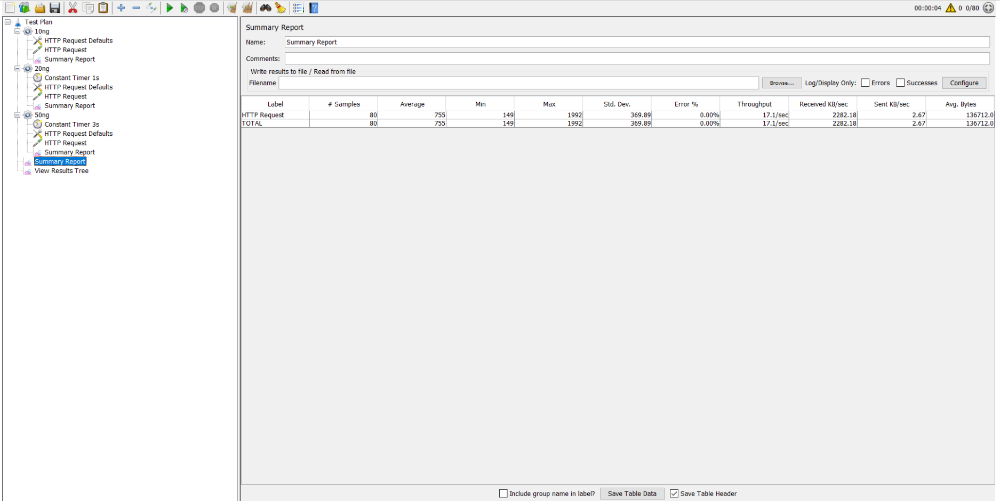 00:00:04 0 0/80
Test Plan
10ng
HTTP Request Defaults
HTTP Request
Summary Report
20ng
Constant Timer 1s
HTTP Request Defaults
HTTP Request
Summary Report
50ng
Constant Timer 3s
HTTP Request Defaults
HTTP Request
Summary Report
Summary Report
View Results Tree
Summary Report
Name: Summary Report
Comments:
Write results to file / Read from file
Filename Browse... Log/Display Only: Errors Successes Configure
Label # Samples Average Min Max Std. Dev. Error % Throughput Received KB/sec Sent KB/sec Avg. Bytes
HTTP Request 80 755 149 1992 369.89 0.00% 17.1/sec 2282.18 2.67 136712.0
TOTAL 80 755 149 1992 369.89 0.00% 17.1/sec 2282.18 2.67 136712.0
Include group name in label? Save Table Data Save Table Header